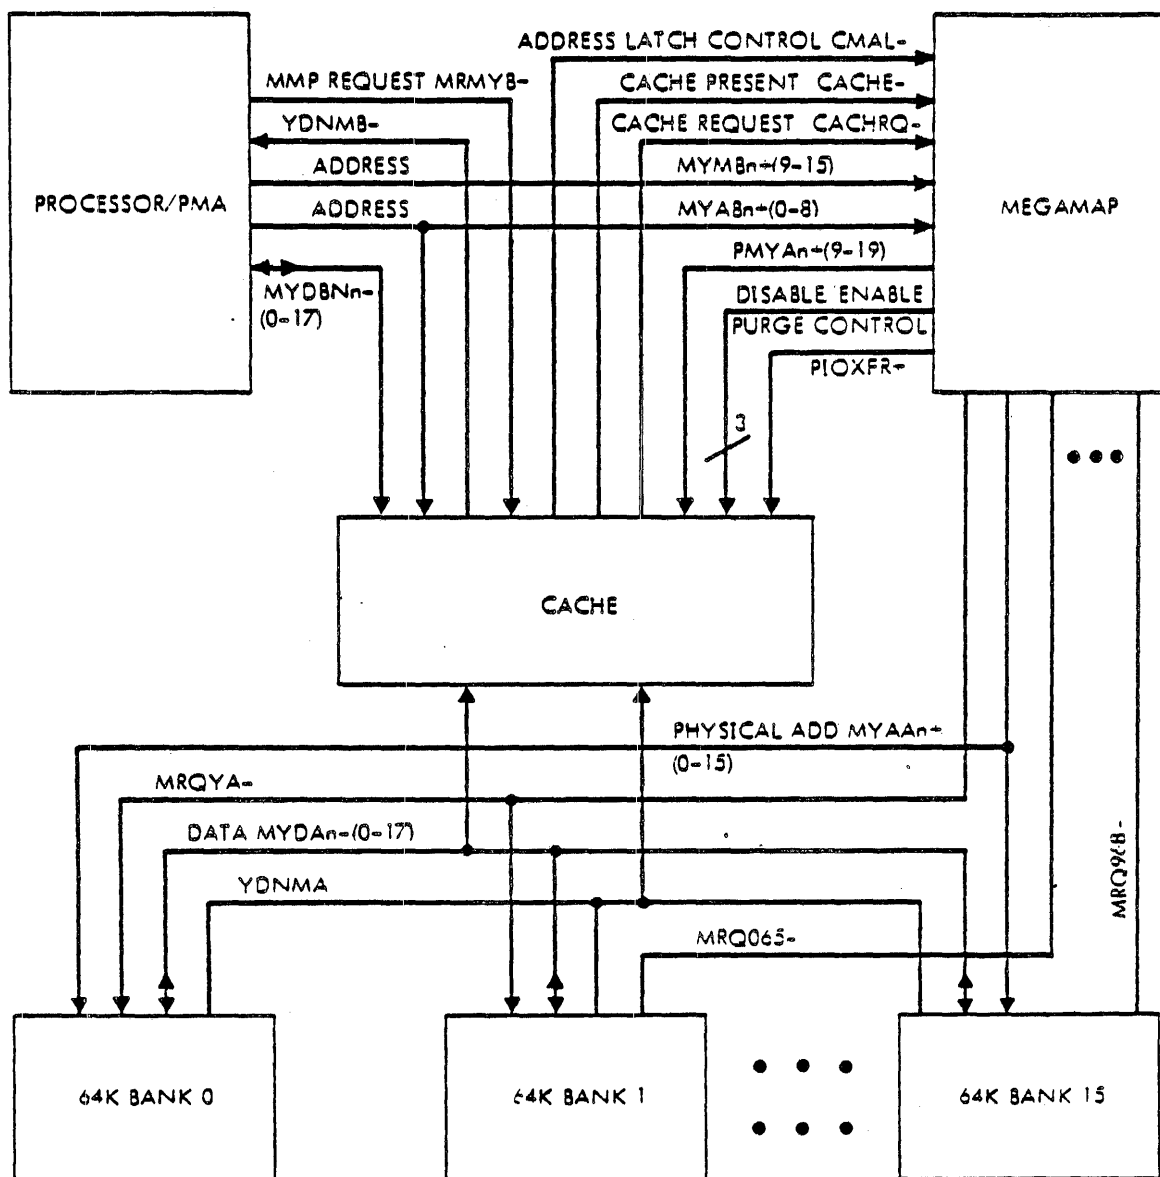 ADDRESS LATCH CONTROL CMAL-
MMP REQUEST MRMYB-
CACHE PRESENT CACHE-
YDNMB-
CACHE REQUEST CACHRQ-
ADDRESS
MYMBn+(9-15)
PROCESSOR/PMA
ADDRESS
MYABn+(0-8)
MEGAMAP
PMYAn+(9-19)
MYDBNn-
(0-17)
DISABLE ENABLE
PURGE CONTROL
PIOXFR+
3
CACHE
PHYSICAL ADD MYAAn+
(0-15)
MRQYA-
DATA MYDAn-(0-17)
YDNMA
MRQ96B-
MRQ065-
64K BANK 0
64K BANK 1
64K BANK 15